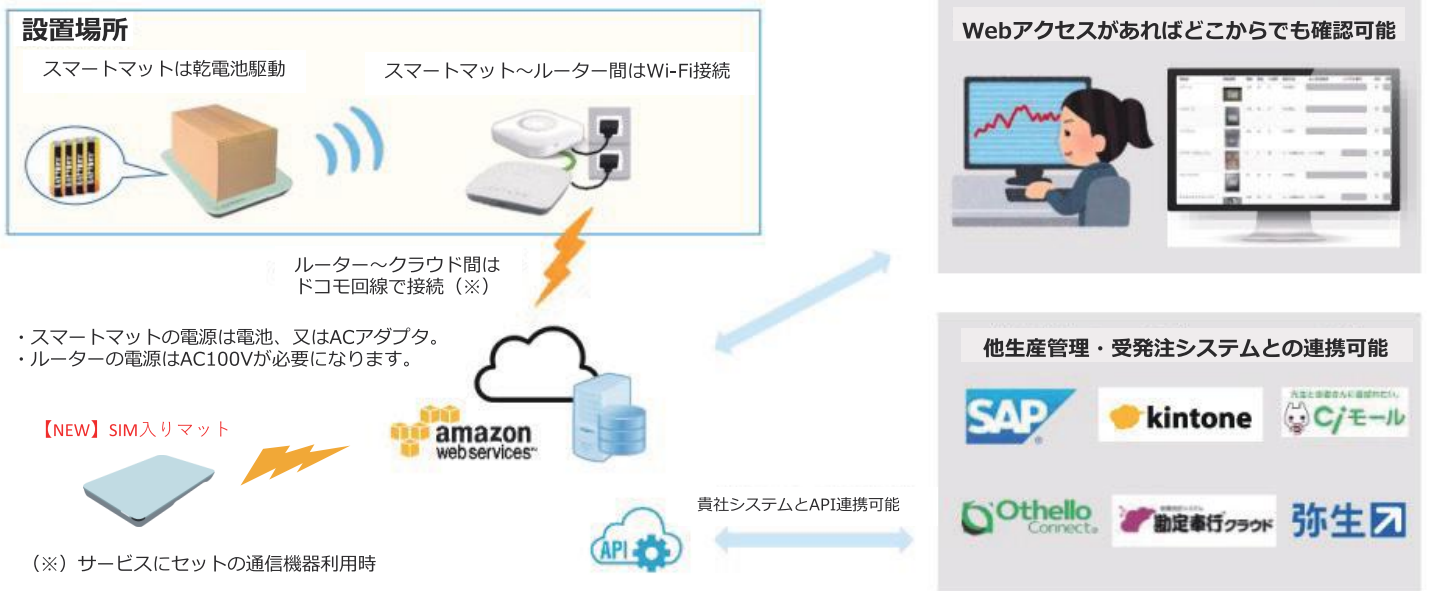 設置場所
スマートマットは乾電池駆動
スマートマット～ルーター間はWi-Fi接続
ルーター～クラウド間は
ドコモ回線で接続（※）
・スマートマットの電源は電池、又はACアダプタ。
・ルーターの電源はAC100Vが必要になります。
amazon
web services™
【NEW】SIM入りマット
（※）サービスにセットの通信機器利用時
API
貴社システムとAPI連携可能
Webアクセスがあればどこからでも確認可能
他生産管理・受発注システムとの連携可能
SAP
kintone
Ciモール
Othello
Connect
勘定奉行クラウド
弥生